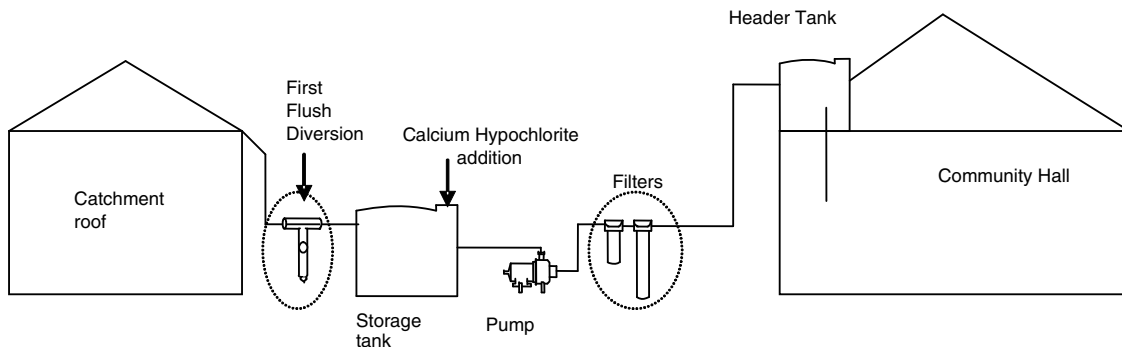 Header Tank
First
Flush
Diversion
Calcium Hypochlorite
addition
Filters
Catchment
roof
Community Hall
Storage
tank
Pump